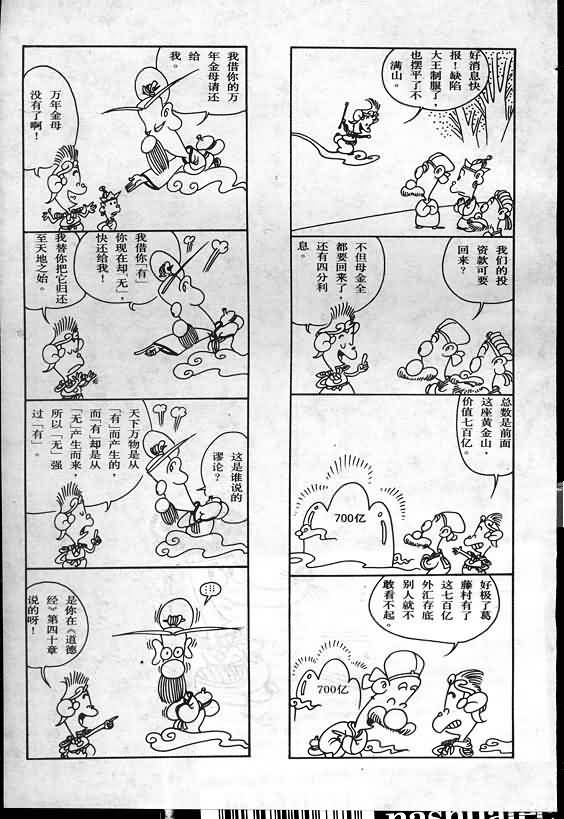 好消息快
报！缺陷
大王制服了，
也摆平了不
满山。
我们的投
资款可要
回来？
不但母金全
都要回来了，
还有四分利
息。
总数是前面
这座黄金山，
价值七百亿。
700亿
好极了葛
藤村有了
这七百亿
外汇存底
别人就不
敢看不起。
700亿
我借你的万
年金母请还
给
我。
万年金母
没有了啊！
我借你「有」
你现在却「无」，
快还给我！
我替你把它归还
至天地之始。
这是谁说的
谬论？
天下万物是从
「有」而产生的，
而「有」却是从
「无」产生而来，
所以「无」强
过「有」。
是你在《道德
经》第四十章
说的呀！